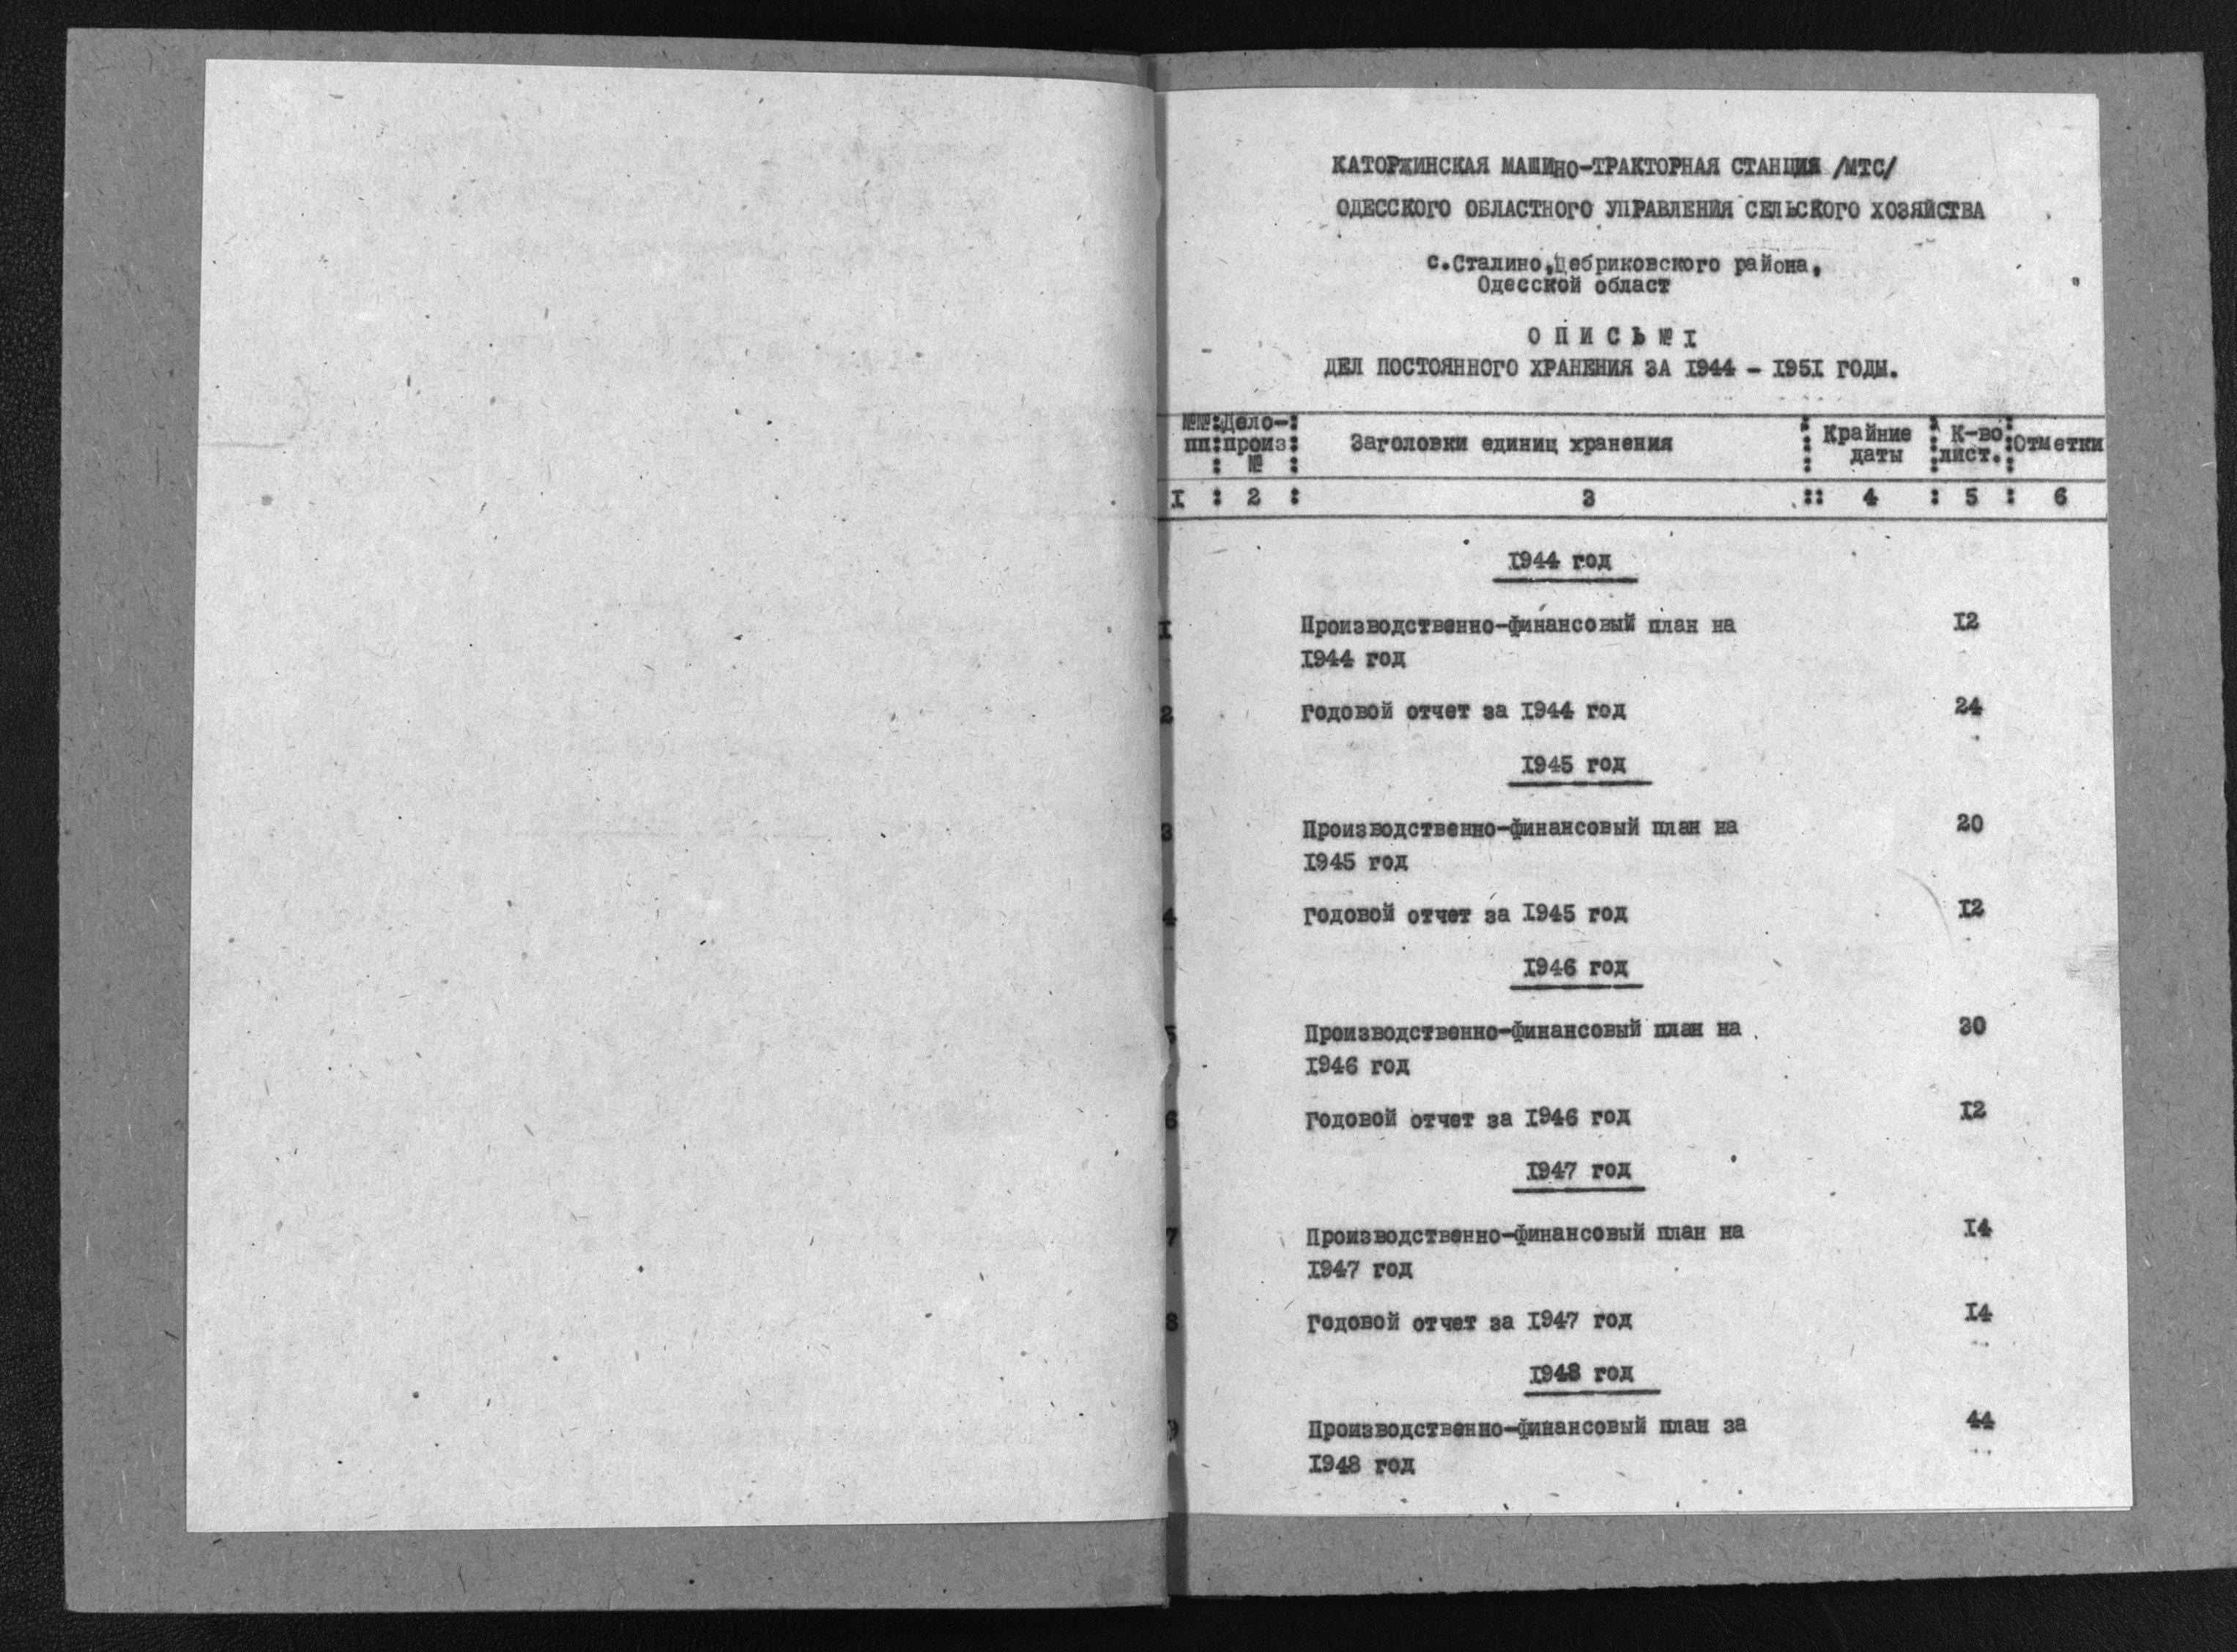 КАТОРЖИНСКАЯ МАШИНО-ТРАКТОРНАЯ СТАНЦИЯ /МТС/
ОДЕССКОГО ОБЛАСТНОГО УПРАВЛЕНИЯ СЕЛЬСКОГО ХОЗЯЙСТВА
с.Сталино,Цебриковского района,
Одесской област
О П И С Ь № I
ДЕЛ ПОСТОЯННОГО ХРАНЕНИЯ ЗА I944 - I95I ГОДЫ.
№№:Дело-: Заголовки единиц хранения : Крайние : К-во :Отметки
пп:произ: : даты :лист.:
: № :
I : 2 : 3 :: 4 : 5 : 6
I944 год
I Производственно-финансовый план на I2
I944 год
2 Годовой отчет за I944 год 24
I945 год
3 Производственно-финансовый план на 20
I945 год
4 Годовой отчет за I945 год I2
I946 год
5 Производственно-финансовый план на 30
I946 год
6 Годовой отчет за I946 год I2
I947 год
7 Производственно-финансовый план на I4
I947 год
8 Годовой отчет за I947 год I4
I948 год
9 Производственно-финансовый план за 44
I948 год